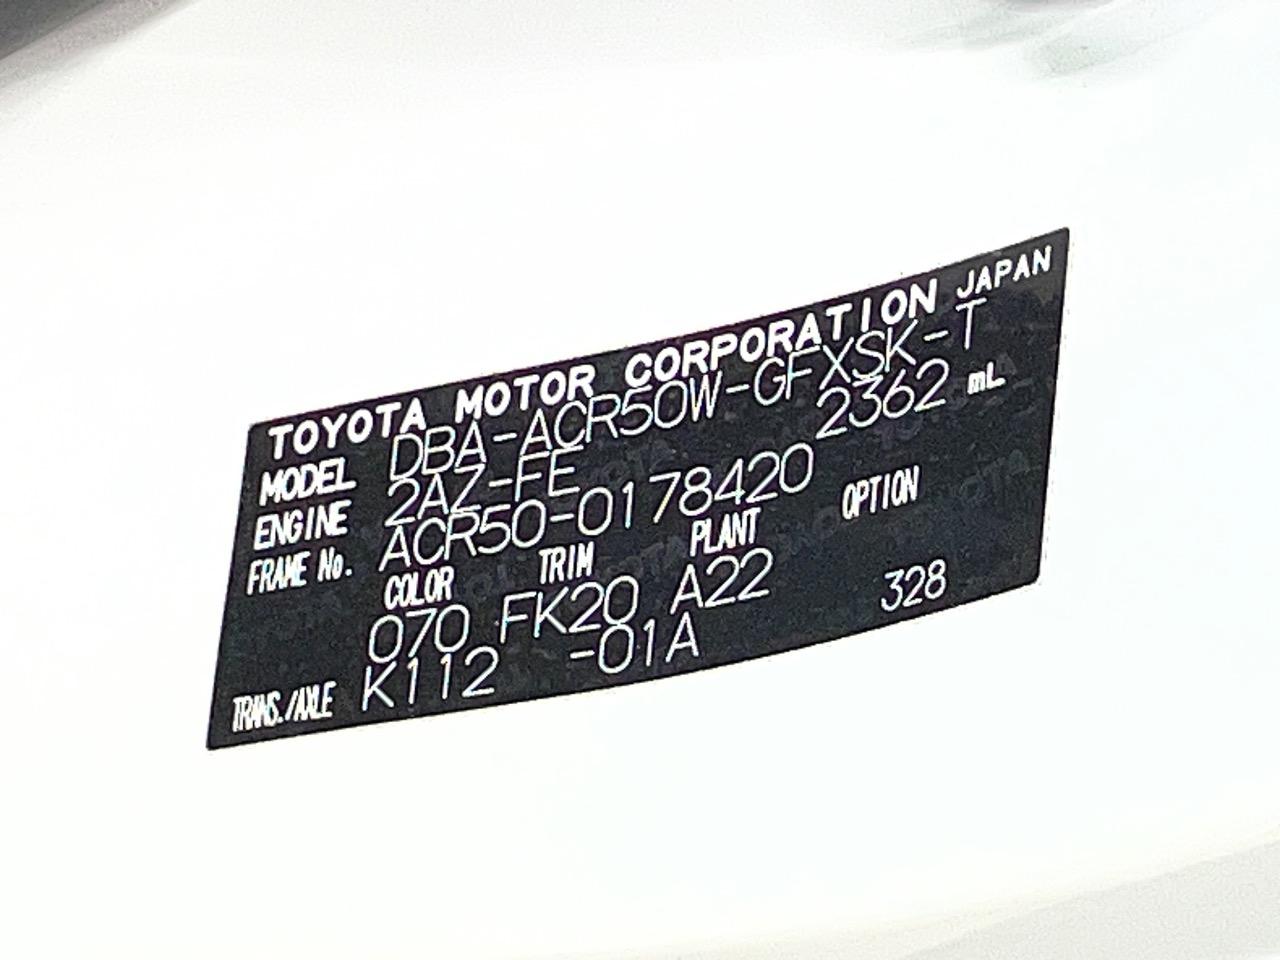 TOYOTA MOTOR CORPORATION JAPAN
MODEL DBA-ACR50W-GFXSK-T
ENGINE 2AZ-FE 2362 mL
FRAME No. ACR50-0178420
COLOR TRIM PLANT OPTION
070 FK20 A22 328
TRANS./AXLE K112 -01A